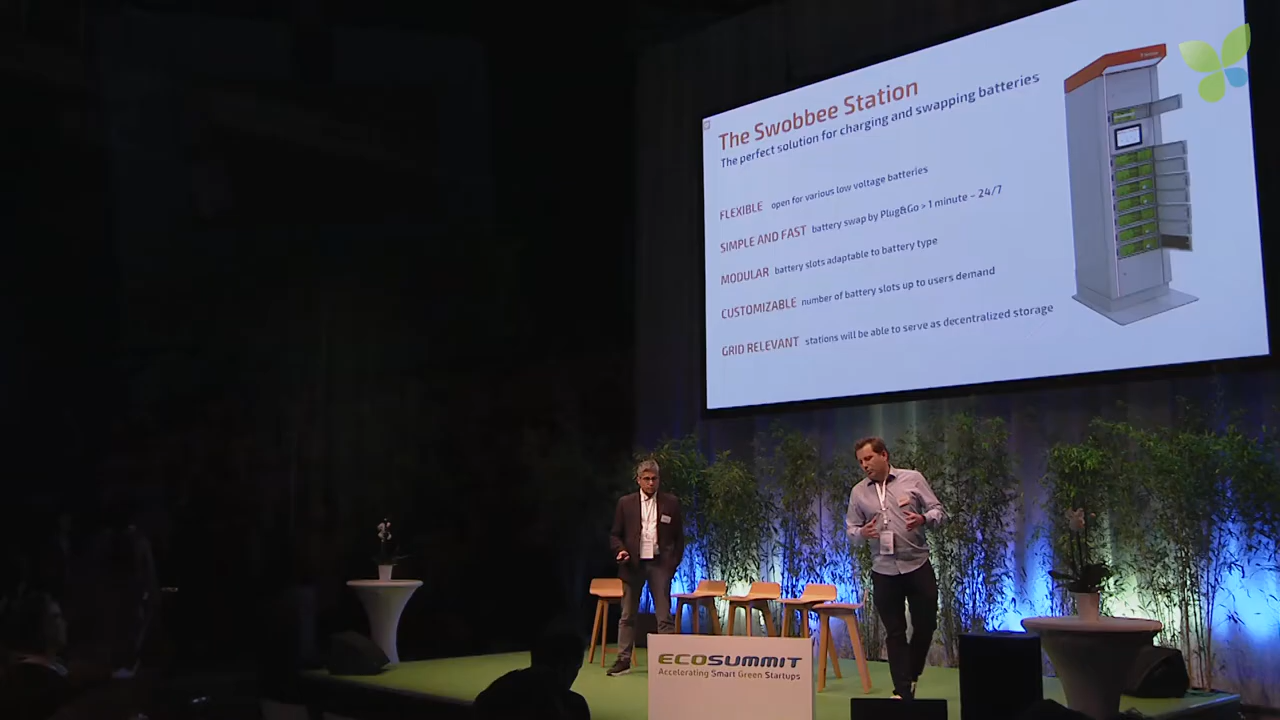 The Swobbee Station
The perfect solution for charging and swapping batteries
FLEXIBLE open for various low voltage batteries
SIMPLE AND FAST battery swap by Plug&Go > 1 minute – 24/7
MODULAR battery slots adaptable to battery type
CUSTOMIZABLE number of battery slots up to users demand
GRID RELEVANT stations will be able to serve as decentralized storage
ECOSUMMIT
Accelerating Smart Green Startups